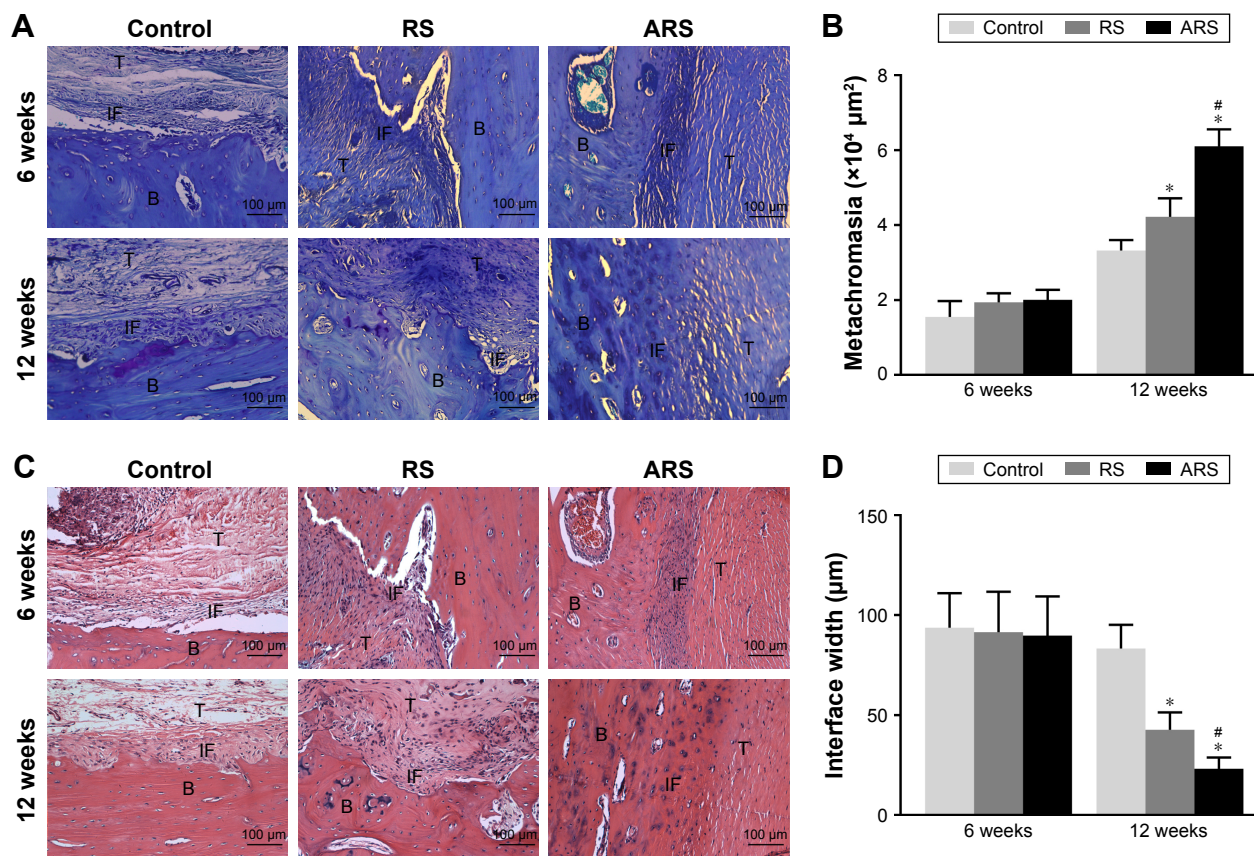 A
Control
RS
ARS
6 weeks
T
IF
B
100 µm
IF
T
B
100 µm
B
IF
T
100 µm
12 weeks
T
IF
B
100 µm
T
IF
B
100 µm
B
IF
T
100 µm
B
Control
RS
ARS
Metachromasia (×10⁴ µm²)
8
6
4
2
0
*
#
*
6 weeks
12 weeks
C
Control
RS
ARS
6 weeks
T
IF
B
100 µm
B
IF
T
100 µm
T
B
IF
100 µm
12 weeks
T
IF
B
100 µm
T
IF
B
100 µm
B
T
IF
100 µm
D
Control
RS
ARS
Interface width (µm)
150
100
50
0
*
#
*
6 weeks
12 weeks